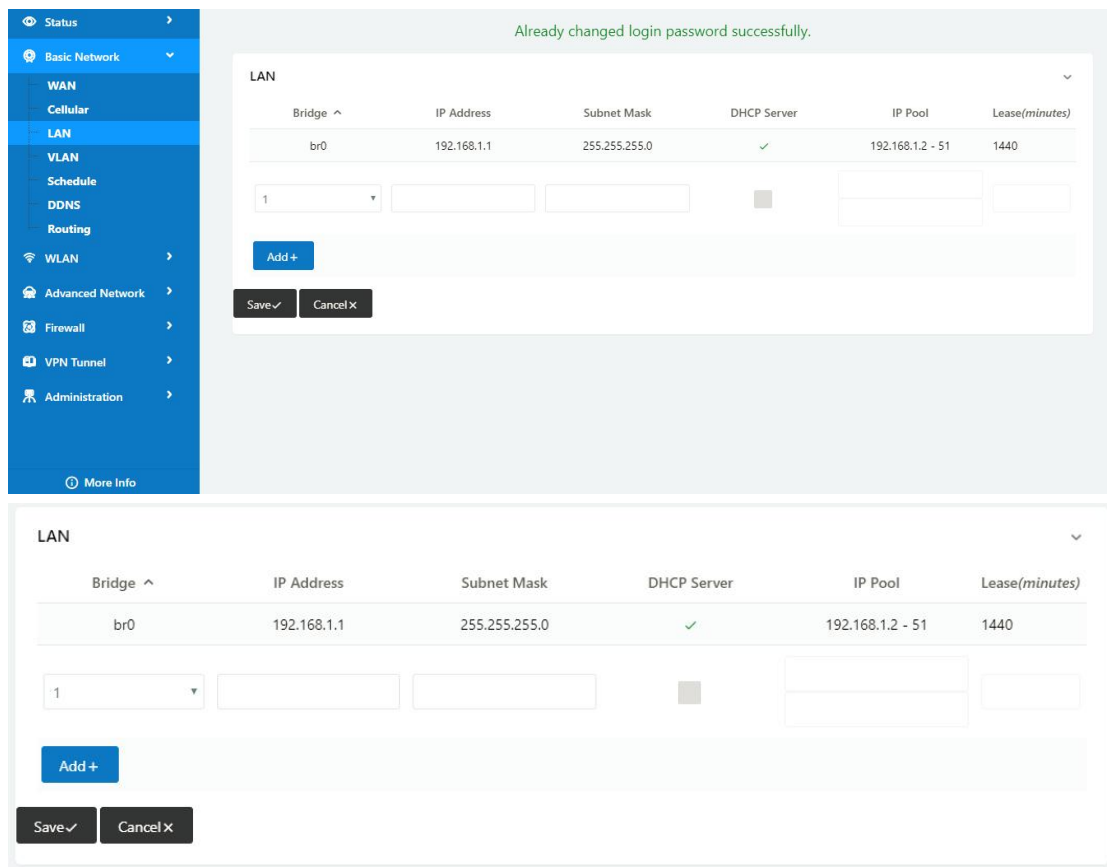 Status
Basic Network
WAN
Cellular
LAN
VLAN
Schedule
DDNS
Routing
WLAN
Advanced Network
Firewall
VPN Tunnel
Administration
More Info
Already changed login password successfully.
LAN
Bridge IP Address Subnet Mask DHCP Server IP Pool Lease(minutes)
br0 192.168.1.1 255.255.255.0 ✓ 192.168.1.2 - 51 1440
1
Add+
Save✓ Cancel×
LAN
Bridge IP Address Subnet Mask DHCP Server IP Pool Lease(minutes)
br0 192.168.1.1 255.255.255.0 ✓ 192.168.1.2 - 51 1440
1
Add+
Save✓ Cancel×